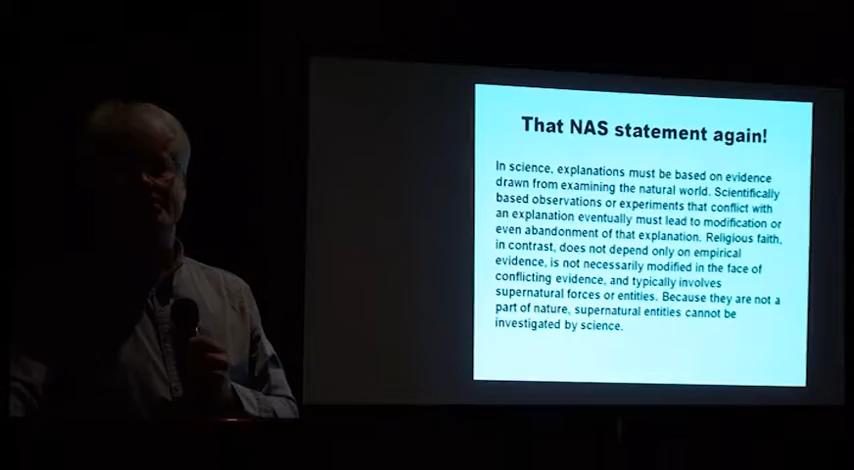 That NAS statement again!
In science, explanations must be based on evidence
drawn from examining the natural world. Scientifically
based observations or experiments that conflict with
an explanation eventually must lead to modification or
even abandonment of that explanation. Religious faith,
in contrast, does not depend only on empirical
evidence, is not necessarily modified in the face of
conflicting evidence, and typically involves
supernatural forces or entities. Because they are not a
part of nature, supernatural entities cannot be
investigated by science.